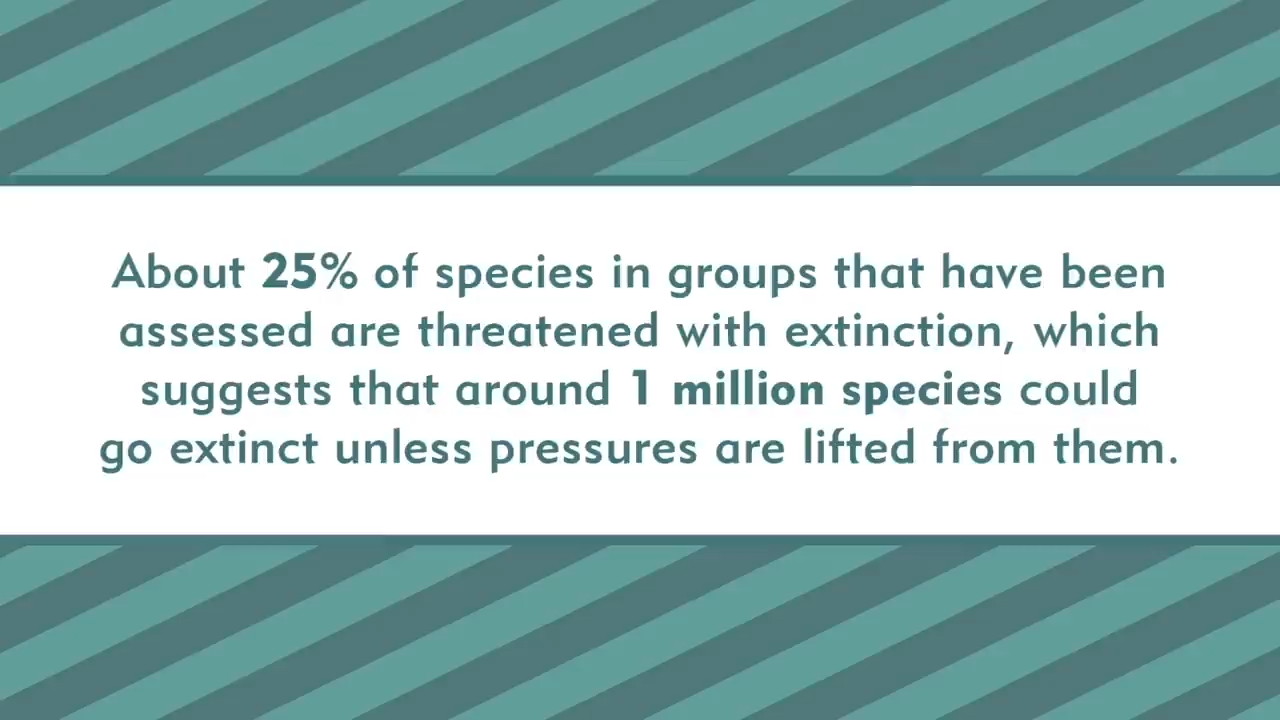 About 25% of species in groups that have been
assessed are threatened with extinction, which
suggests that around 1 million species could
go extinct unless pressures are lifted from them.